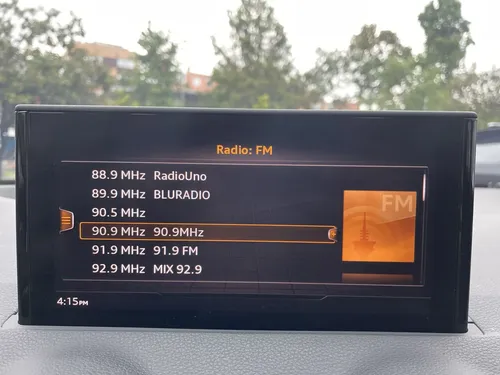 Radio: FM
88.9 MHz RadioUno
89.9 MHz BLURADIO
90.5 MHz
90.9 MHz 90.9MHz
91.9 MHz 91.9 FM
92.9 MHz MIX 92.9
FM
4:15PM